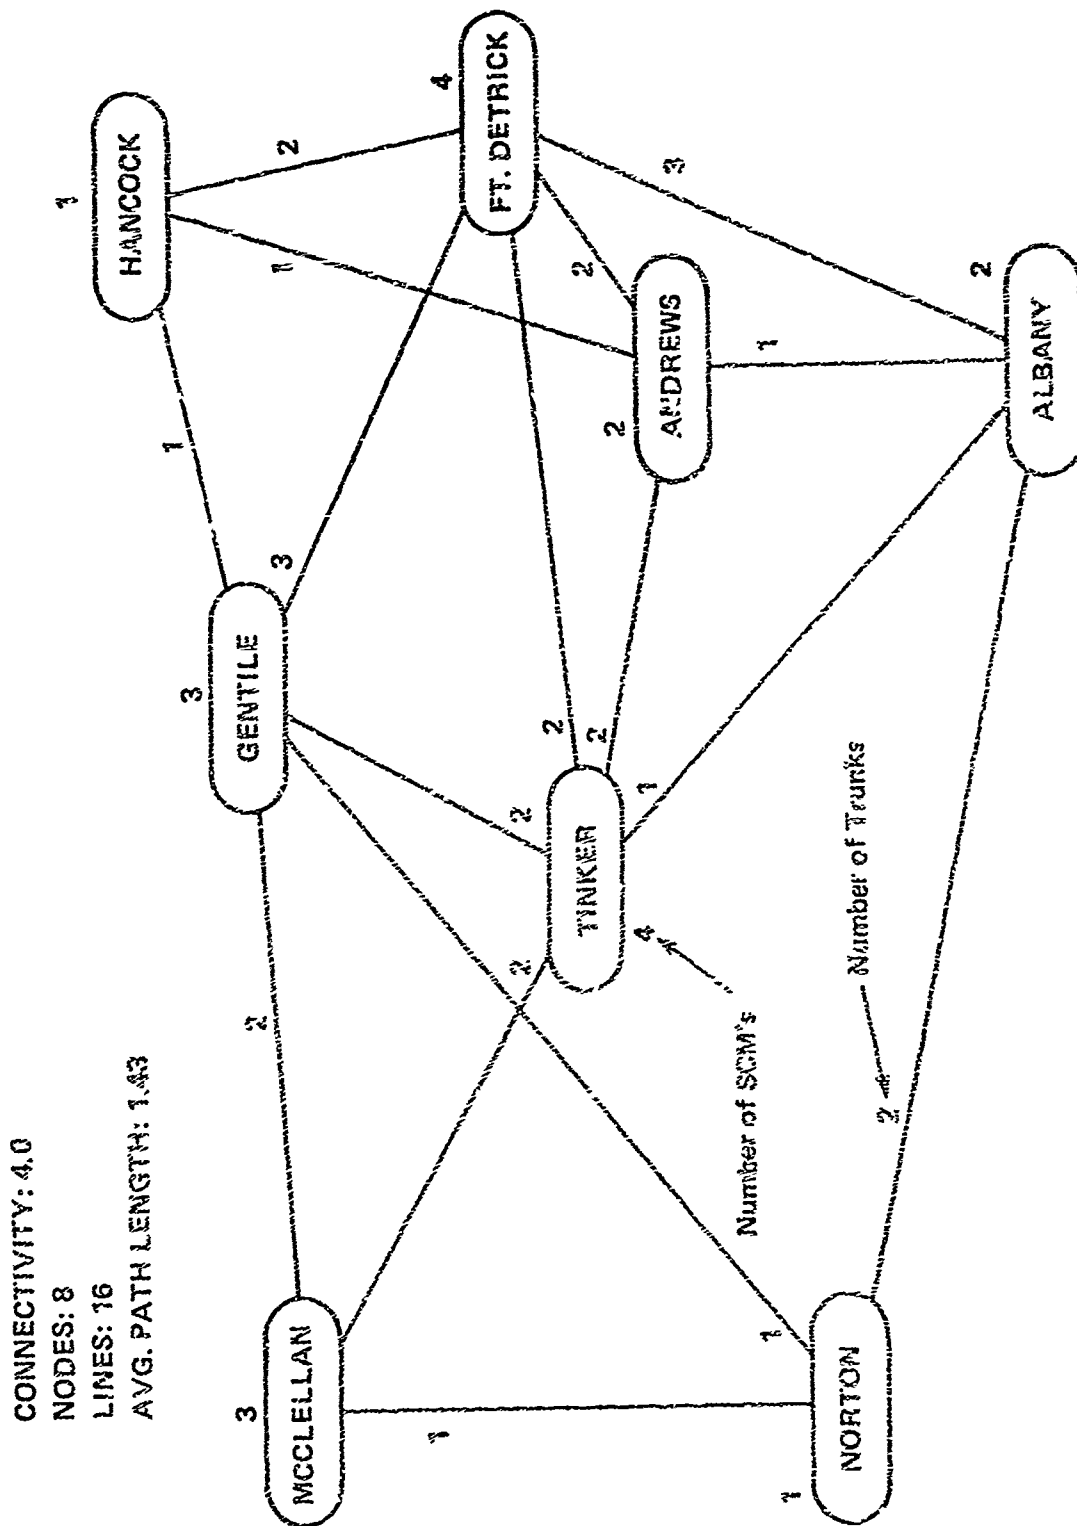 CONNECTIVITY: 4.0
NODES: 8
LINES: 16
AVG. PATH LENGTH: 1.43
HANCOCK
1
FT. DETRICK
4
GENTILE
3
MCCLELLAN
3
TINKER
4
ANDREWS
2
ALBANY
2
NORTON
1
1
2
1
3
2
2
1
2
2
2
2
3
1
1
1
2
Number of SCM's
Number of Trunks